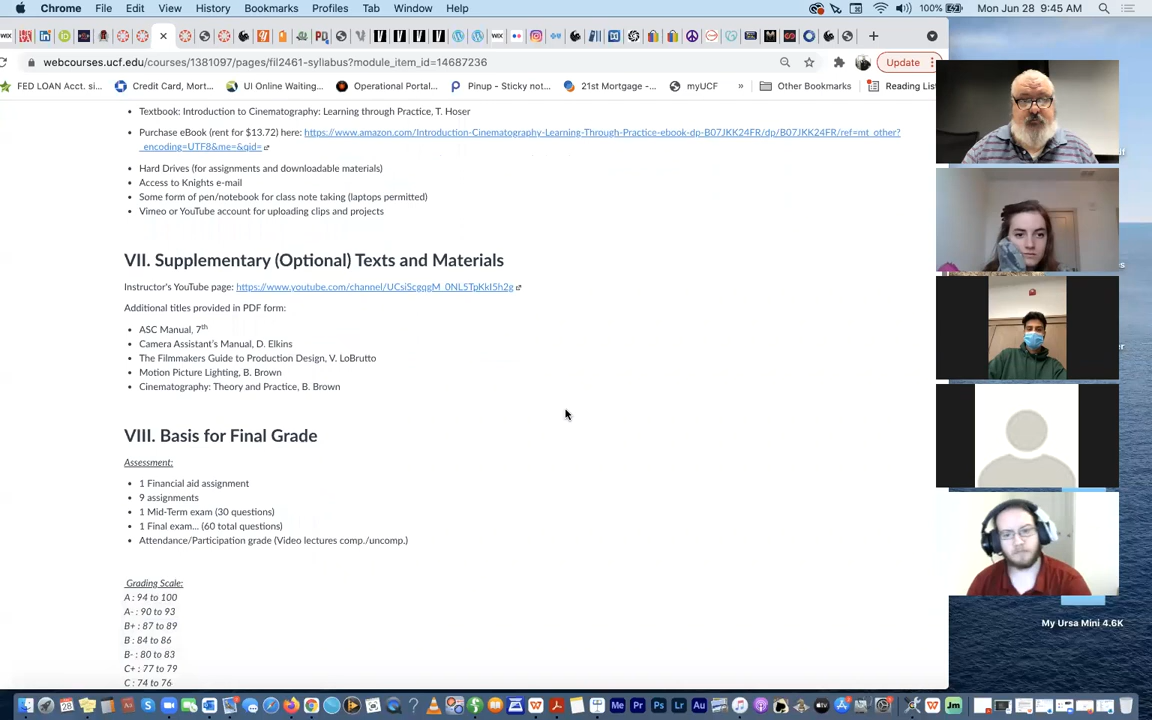 Chrome File Edit View History Bookmarks Profiles Tab Window Help 100% Mon Jun 28 9:45 AM
webcourses.ucf.edu/courses/1381097/pages/fil2461-syllabus?module_item_id=14687236 Update
FED LOAN Acct. si... Credit Card, Mortg... UI Online Waiting... Operational Portal... Pinup - Sticky not... 21st Mortgage -... myUCF » Other Bookmarks Reading List
• Textbook: Introduction to Cinematography: Learning through Practice, T. Hoser
• Purchase eBook (rent for $13.72) here: https://www.amazon.com/Introduction-Cinematography-Learning-Through-Practice-ebook-dp-B07JKK24FR/dp/B07JKK24FR/ref=mt_other?
_encoding=UTF8&me=&qid=
• Hard Drives (for assignments and downloadable materials)
• Access to Knights e-mail
• Some form of pen/notebook for class note taking (laptops permitted)
• Vimeo or YouTube account for uploading clips and projects
VII. Supplementary (Optional) Texts and Materials
Instructor's YouTube page: https://www.youtube.com/channel/UCsiScgqgM_0NL5TpKkI5h2g
Additional titles provided in PDF form:
• ASC Manual, 7th
• Camera Assistant's Manual, D. Elkins
• The Filmmakers Guide to Production Design, V. LoBrutto
• Motion Picture Lighting, B. Brown
• Cinematography: Theory and Practice, B. Brown
VIII. Basis for Final Grade
Assessment:
• 1 Financial aid assignment
• 9 assignments
• 1 Mid-Term exam (30 questions)
• 1 Final exam... (60 total questions)
• Attendance/Participation grade (Video lectures comp./uncomp.)
Grading Scale:
A : 94 to 100
A- : 90 to 93
B+ : 87 to 89
B : 84 to 86
B- : 80 to 83
C+ : 77 to 79
C : 74 to 76
My Ursa Mini 4.6K